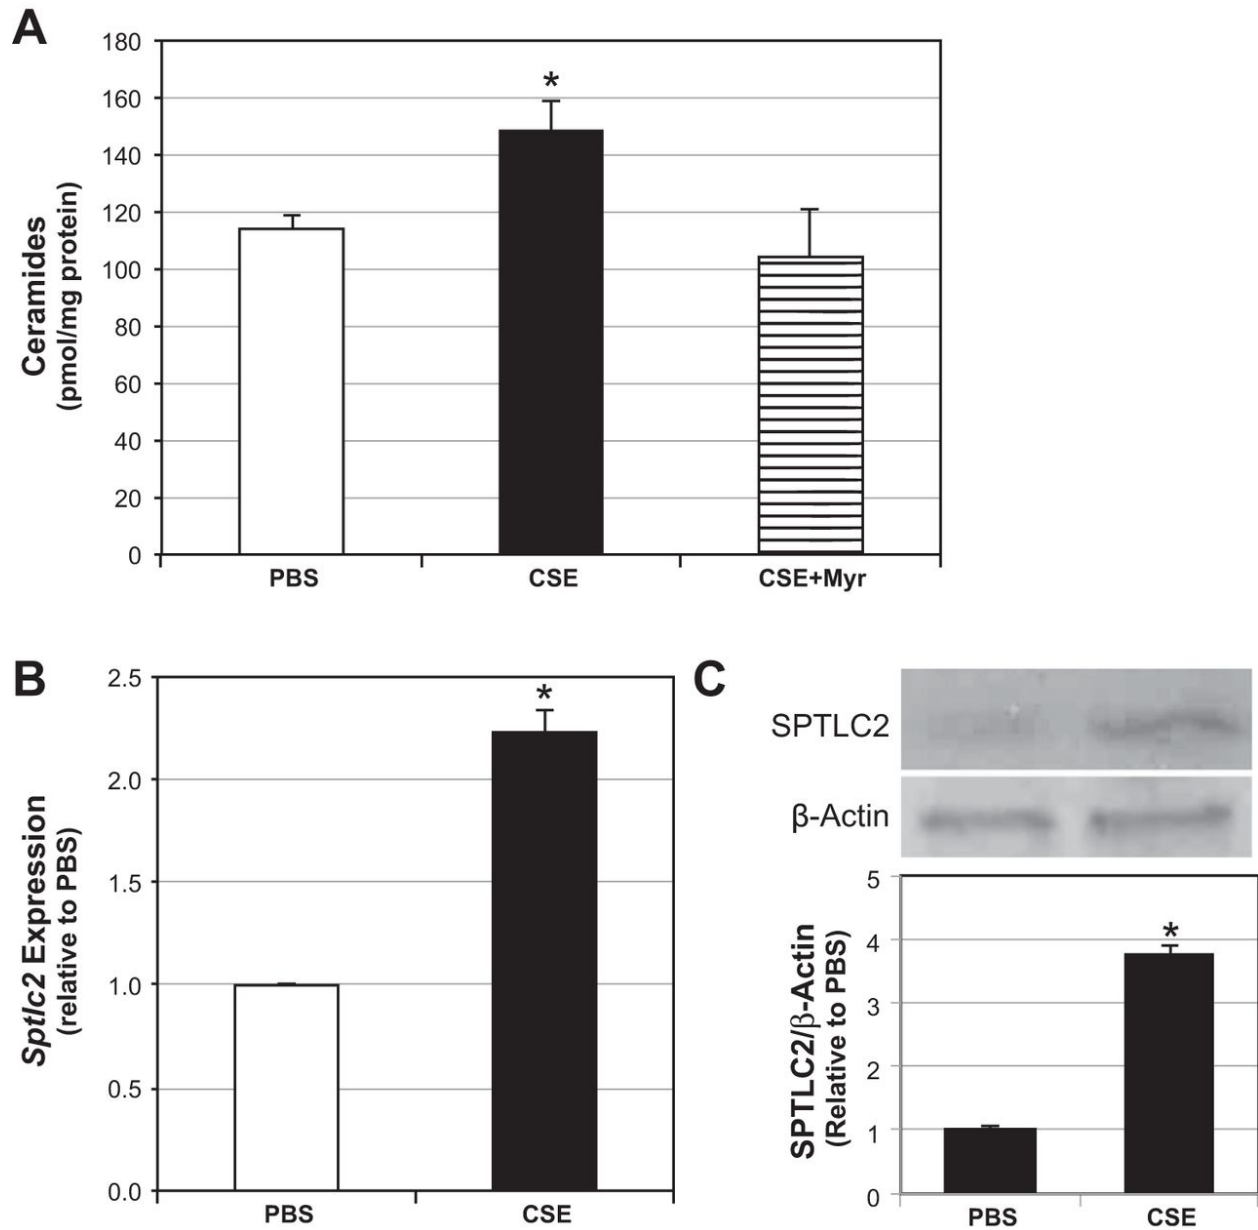 A
180
160
140
120
100
80
60
40
20
0
Ceramides
(pmol/mg protein)
*
PBS
CSE
CSE+Myr
B
2.5
2.0
1.5
1.0
0.5
0.0
Sptlc2 Expression
(relative to PBS)
*
PBS
CSE
C
SPTLC2
β-Actin
5
4
3
2
1
0
SPTLC2/β-Actin
(Relative to PBS)
*
PBS
CSE